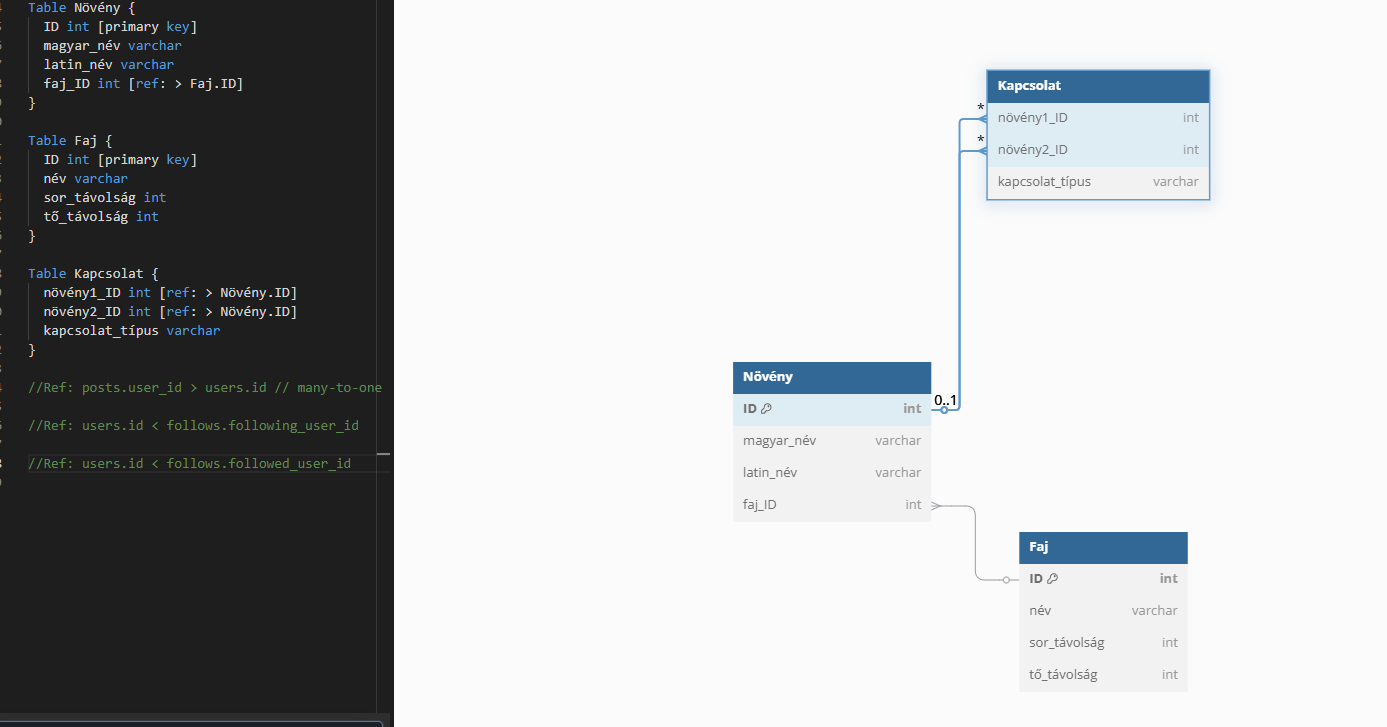 Table Növény {
ID int [primary key]
magyar_név varchar
latin_név varchar
faj_ID int [ref: > Faj.ID]
}
Table Faj {
ID int [primary key]
név varchar
sor_távolság int
tő_távolság int
}
Table Kapcsolat {
növény1_ID int [ref: > Növény.ID]
növény2_ID int [ref: > Növény.ID]
kapcsolat_típus varchar
}
//Ref: posts.user_id > users.id // many-to-one
//Ref: users.id < follows.following_user_id
//Ref: users.id < follows.followed_user_id
Kapcsolat
*
növény1_ID int
*
növény2_ID int
kapcsolat_típus varchar
Növény
0..1
ID int
magyar_név varchar
latin_név varchar
faj_ID int
Faj
ID int
név varchar
sor_távolság int
tő_távolság int